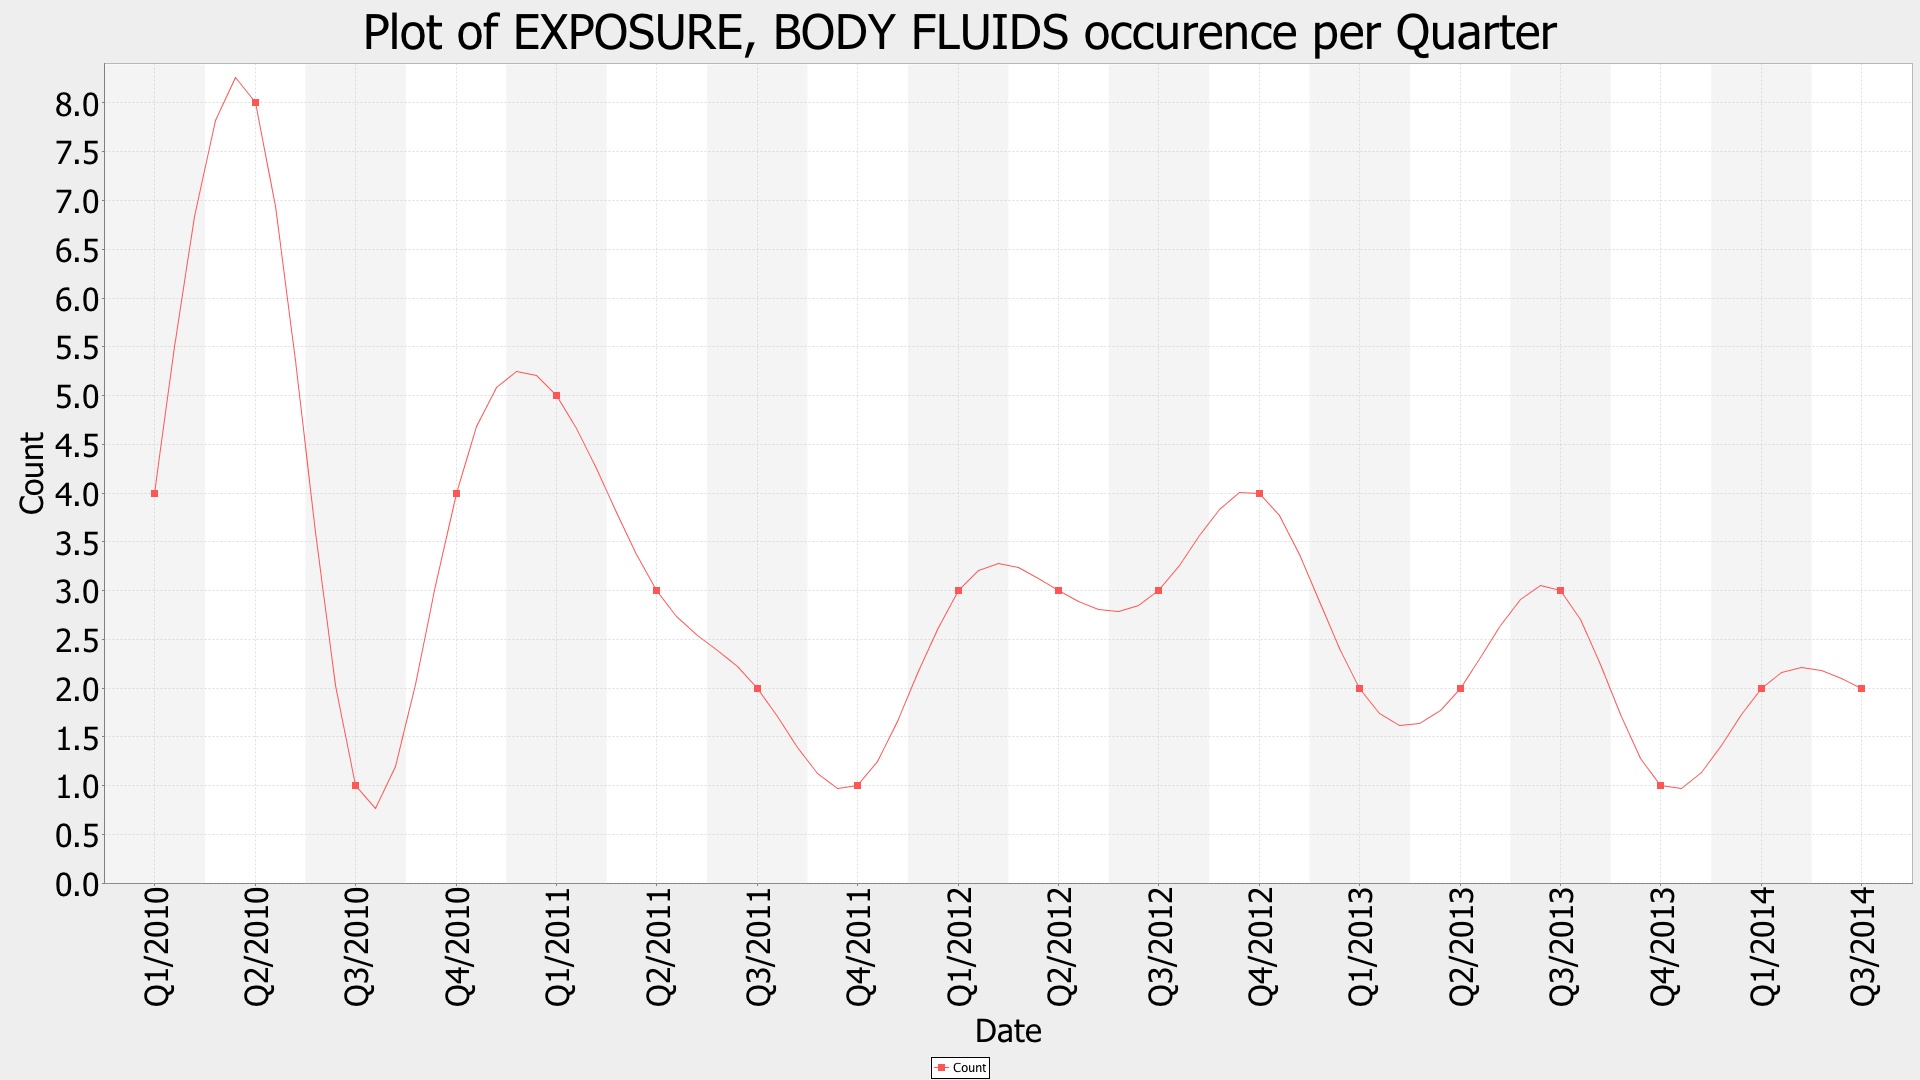 Plot of EXPOSURE, BODY FLUIDS occurence per Quarter
Count
8.0
7.5
7.0
6.5
6.0
5.5
5.0
4.5
4.0
3.5
3.0
2.5
2.0
1.5
1.0
0.5
0.0
Q1/2010
Q2/2010
Q3/2010
Q4/2010
Q1/2011
Q2/2011
Q3/2011
Q4/2011
Q1/2012
Q2/2012
Q3/2012
Q4/2012
Q1/2013
Q2/2013
Q3/2013
Q4/2013
Q1/2014
Q3/2014
Date
Count